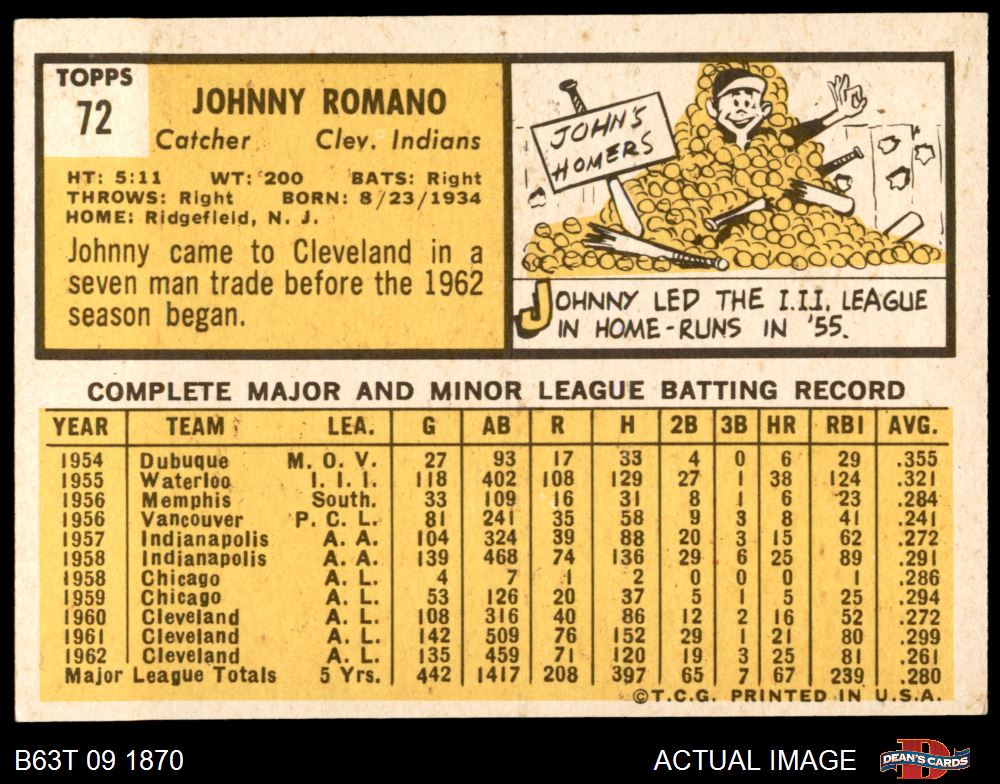 TOPPS
72
JOHNNY ROMANO
Catcher Clev. Indians
HT: 5:11 WT: 200 BATS: Right
THROWS: Right BORN: 8/23/1934
HOME: Ridgefield, N. J.
Johnny came to Cleveland in a
seven man trade before the 1962
season began.
JOHN'S
HOMERS
JOHNNY LED THE I.I.I. LEAGUE
IN HOME-RUNS IN '55.
COMPLETE MAJOR AND MINOR LEAGUE BATTING RECORD
YEAR TEAM LEA. G AB R H 2B 3B HR RBI AVG.
1954 Dubuque M. O. V. 27 93 17 33 4 0 6 29 .355
1955 Waterloo I. I. I. 118 402 108 129 27 1 38 124 .321
1956 Memphis South. 33 109 16 31 8 1 6 23 .284
1956 Vancouver P. C. L. 81 241 35 58 9 3 8 41 .241
1957 Indianapolis A. A. 104 324 39 88 20 3 15 62 .272
1958 Indianapolis A. A. 139 468 74 136 29 6 25 89 .291
1958 Chicago A. L. 4 7 1 2 0 0 0 1 .286
1959 Chicago A. L. 53 126 20 37 5 1 5 25 .294
1960 Cleveland A. L. 108 316 40 86 12 2 16 52 .272
1961 Cleveland A. L. 142 509 76 152 29 1 21 80 .299
1962 Cleveland A. L. 135 459 71 120 19 3 25 81 .261
Major League Totals 5 Yrs. 442 1417 208 397 65 7 67 239 .280
©T.C.G. PRINTED IN U.S.A.
B63T 09 1870 ACTUAL IMAGE
DEAN'S CARDS